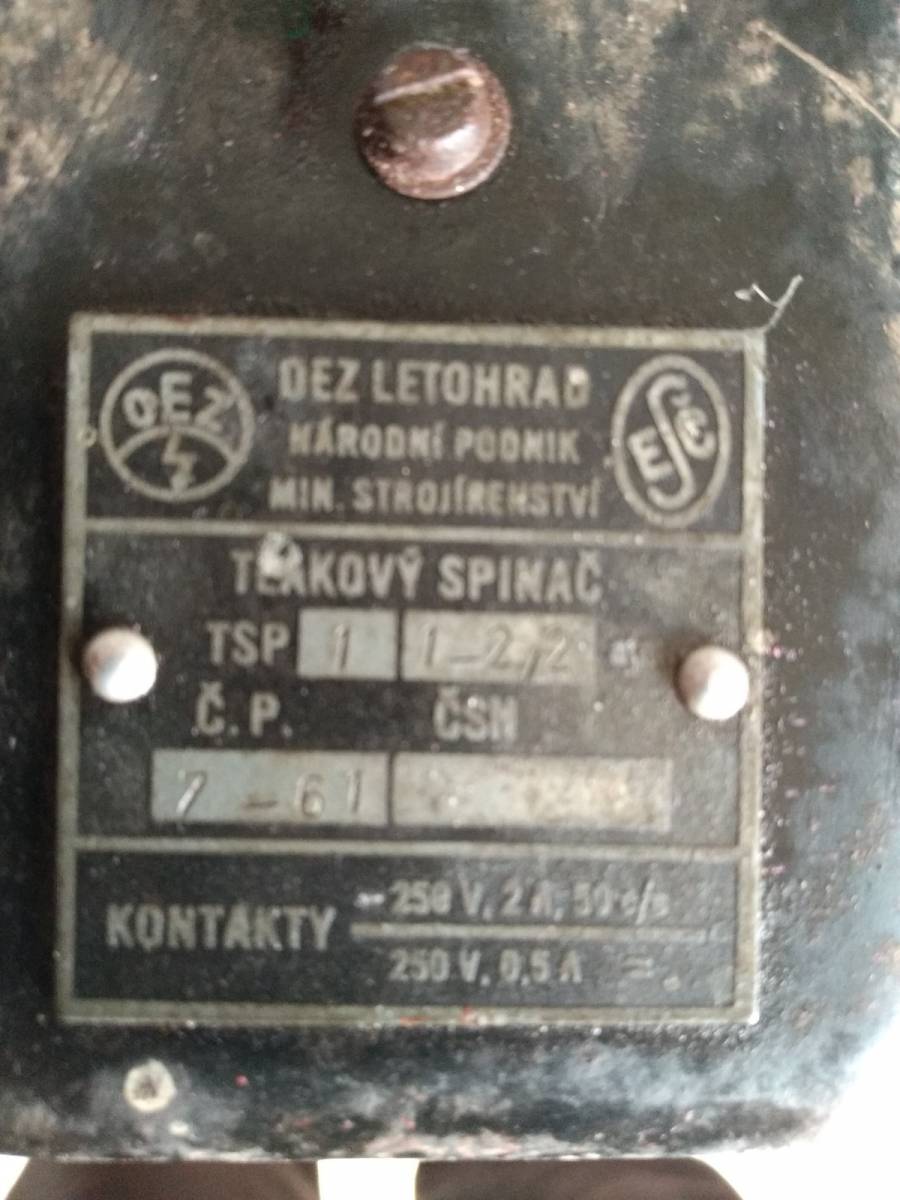 OEZ
OEZ LETOHRAD
NÁRODNÍ PODNIK
MIN. STROJÍRENSTVÍ
ESČ
TLAKOVÝ SPINAČ
TSP 1 1-2,2
Č. P. ČSN
7-61
KONTAKTY
~250 V, 2 A, 50 c/s
250 V, 0,5 A =